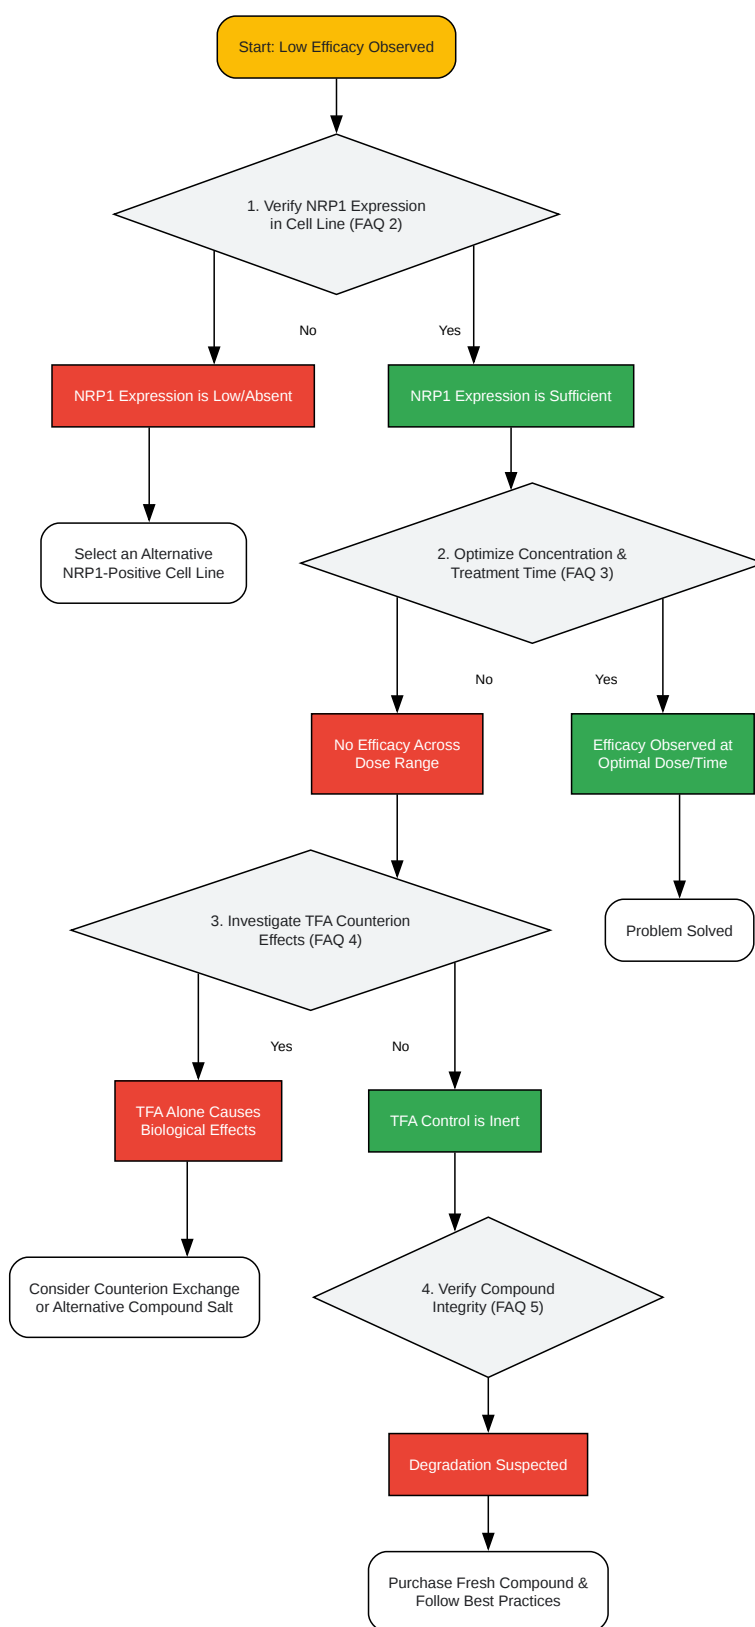 Start: Low Efficacy Observed
1. Verify NRP1 Expression
in Cell Line (FAQ 2)
No
Yes
NRP1 Expression is Low/Absent
NRP1 Expression is Sufficient
Select an Alternative
NRP1-Positive Cell Line
2. Optimize Concentration &
Treatment Time (FAQ 3)
No
Yes
No Efficacy Across
Dose Range
Efficacy Observed at
Optimal Dose/Time
3. Investigate TFA Counterion
Effects (FAQ 4)
Problem Solved
Yes
No
TFA Alone Causes
Biological Effects
TFA Control is Inert
Consider Counterion Exchange
or Alternative Compound Salt
4. Verify Compound
Integrity (FAQ 5)
Degradation Suspected
Purchase Fresh Compound &
Follow Best Practices